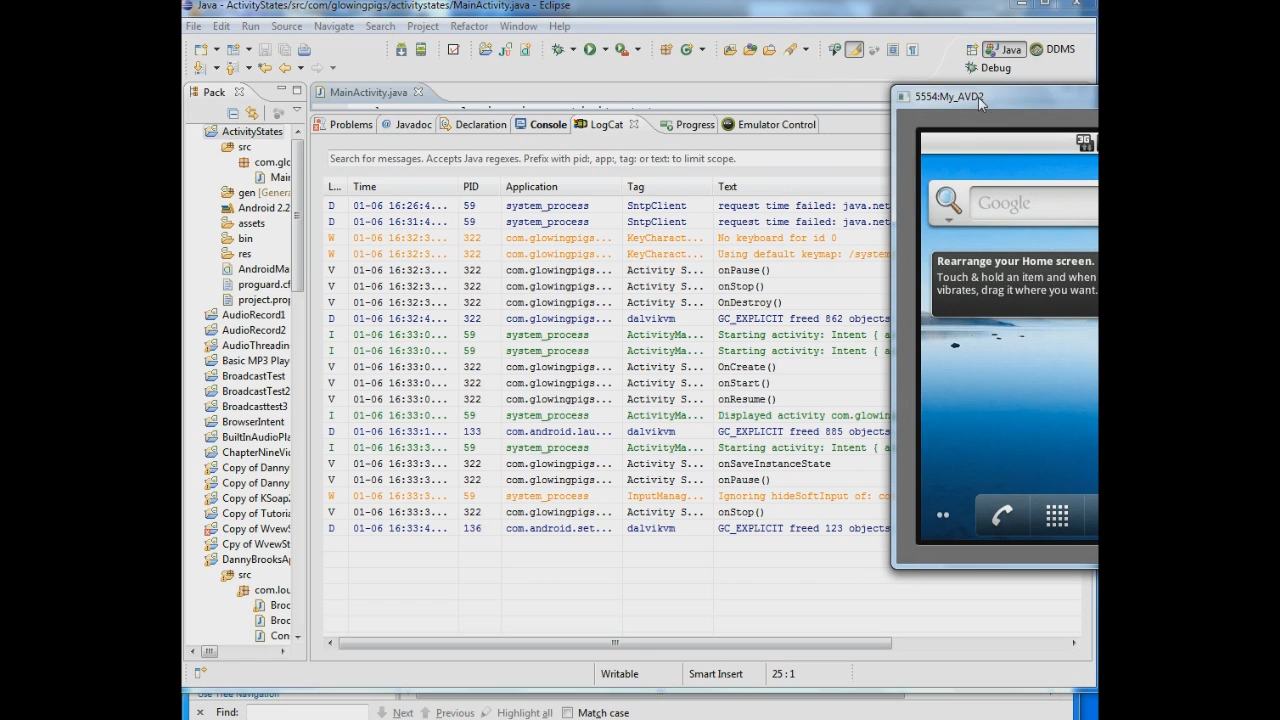 Java - ActivityStates/src/com/glowingpigs/activitystates/MainActivity.java - Eclipse
File Edit Run Source Navigate Search Project Refactor Window Help
Java DDMS
Debug
Pack
MainActivity.java
5554:My_AVD2
ActivityStates
src
com.glo
Main
gen [Genera
Android 2.2
assets
bin
res
AndroidMa
proguard.cf
project.prop
AudioRecord1
AudioRecord2
AudioThreadin
Basic MP3 Play
BroadcastTest
BroadcastTest2
Broadcasttest3
BrowserIntent
BuiltInAudioPla
ChapterNineVi
Copy of Danny
Copy of Danny
Copy of KSoap
Copy of Tutoria
Copy of WvewS
Cpy of WvewSt
DannyBrooksA
src
com.lou
Broc
Broc
Con
Problems Javadoc Declaration Console LogCat Progress Emulator Control
Search for messages. Accepts Java regexes. Prefix with pid:, app:, tag: or text: to limit scope.
L... Time PID Application Tag Text
D 01-06 16:26:4... 59 system_process SntpClient request time failed: java.net
D 01-06 16:31:4... 59 system_process SntpClient request time failed: java.net
W 01-06 16:32:3... 322 com.glowingpigs... KeyCharact... No keyboard for id 0
W 01-06 16:32:3... 322 com.glowingpigs... KeyCharact... Using default keymap: /system
V 01-06 16:32:3... 322 com.glowingpigs... Activity S... onPause()
V 01-06 16:32:3... 322 com.glowingpigs... Activity S... onStop()
V 01-06 16:32:3... 322 com.glowingpigs... Activity S... OnDestroy()
D 01-06 16:32:4... 322 com.glowingpigs... dalvikvm GC_EXPLICIT freed 862 objects
I 01-06 16:33:0... 59 system_process ActivityMa... Starting activity: Intent { a
I 01-06 16:33:0... 59 system_process ActivityMa... Starting activity: Intent { a
V 01-06 16:33:0... 322 com.glowingpigs... Activity S... OnCreate()
V 01-06 16:33:0... 322 com.glowingpigs... Activity S... onStart()
V 01-06 16:33:0... 322 com.glowingpigs... Activity S... onResume()
I 01-06 16:33:0... 59 system_process ActivityMa... Displayed activity com.glowin
D 01-06 16:33:1... 133 com.android.lau... dalvikvm GC_EXPLICIT freed 885 objects
I 01-06 16:33:3... 59 system_process ActivityMa... Starting activity: Intent { a
V 01-06 16:33:3... 322 com.glowingpigs... Activity S... onSaveInstanceState
V 01-06 16:33:3... 322 com.glowingpigs... Activity S... onPause()
W 01-06 16:33:3... 59 system_process InputManag... Ignoring hideSoftInput of: co
V 01-06 16:33:3... 322 com.glowingpigs... Activity S... onStop()
D 01-06 16:33:4... 136 com.android.set... dalvikvm GC_EXPLICIT freed 123 objects
3G
Google
Rearrange your Home screen.
Touch & hold an item and when
vibrates, drag it where you want.
Writable Smart Insert 25 : 1
Use Tree Navigation
Find: Next Previous Highlight all Match case